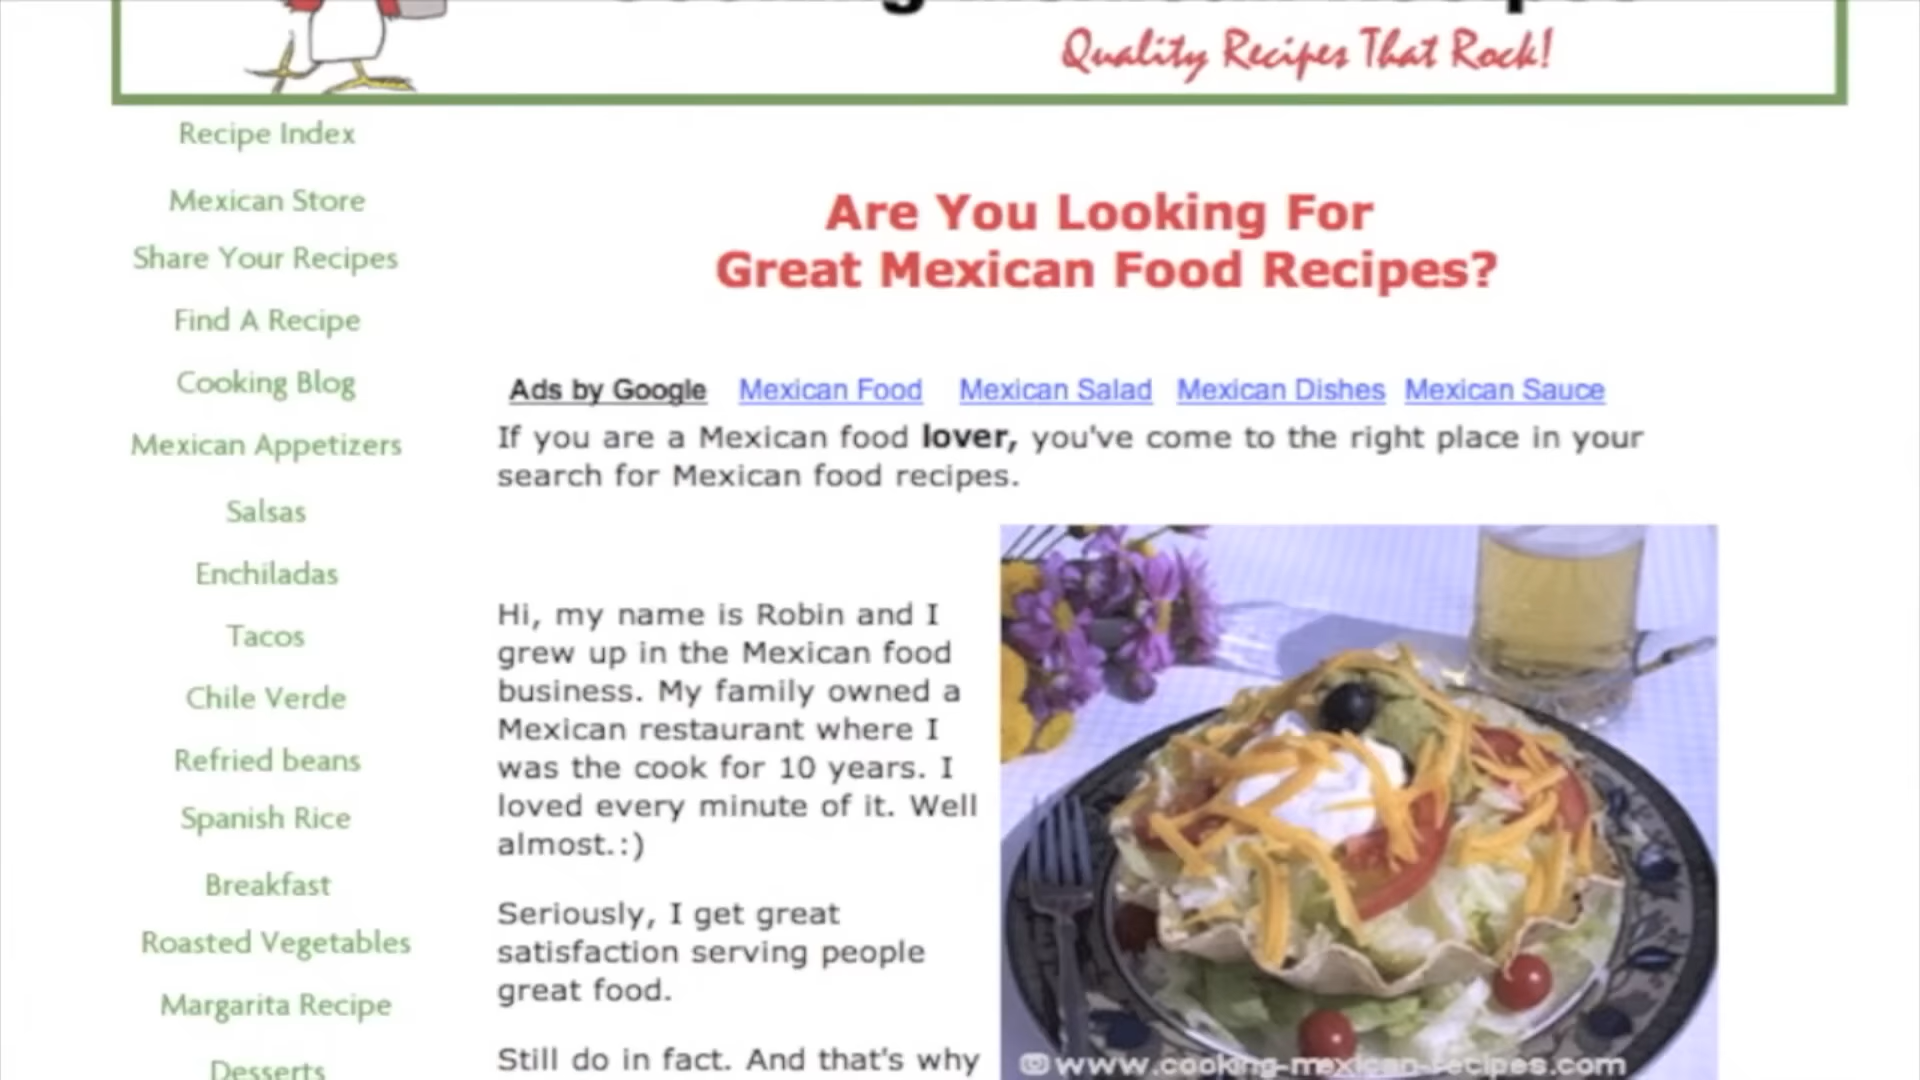 Quality Recipes That Rock!
Recipe Index
Mexican Store
Share Your Recipes
Find A Recipe
Cooking Blog
Mexican Appetizers
Salsas
Enchiladas
Tacos
Chile Verde
Refried beans
Spanish Rice
Breakfast
Roasted Vegetables
Margarita Recipe
Desserts
Are You Looking For
Great Mexican Food Recipes?
Ads by Google Mexican Food Mexican Salad Mexican Dishes Mexican Sauce
If you are a Mexican food lover, you've come to the right place in your
search for Mexican food recipes.
Hi, my name is Robin and I
grew up in the Mexican food
business. My family owned a
Mexican restaurant where I
was the cook for 10 years. I
loved every minute of it. Well
almost.:)
Seriously, I get great
satisfaction serving people
great food.
Still do in fact. And that's why
©www.cooking-mexican-recipes.com